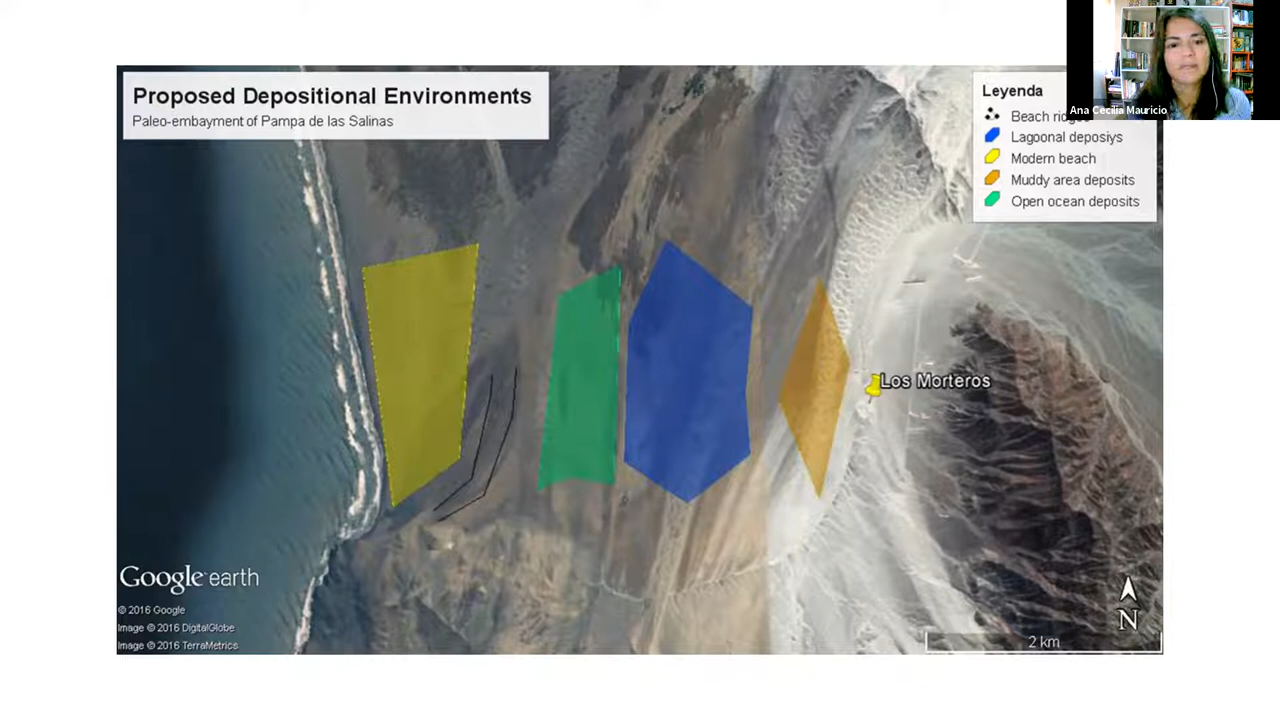 Proposed Depositional Environments
Paleo-embayment of Pampa de las Salinas
Leyenda
Ana Cecilia Mauricio
Beach ridges
Lagoonal deposiys
Modern beach
Muddy area deposits
Open ocean deposits
Los Morteros
Google earth
© 2016 Google
Image © 2016 DigitalGlobe
Image © 2016 TerraMetrics
N
2 km